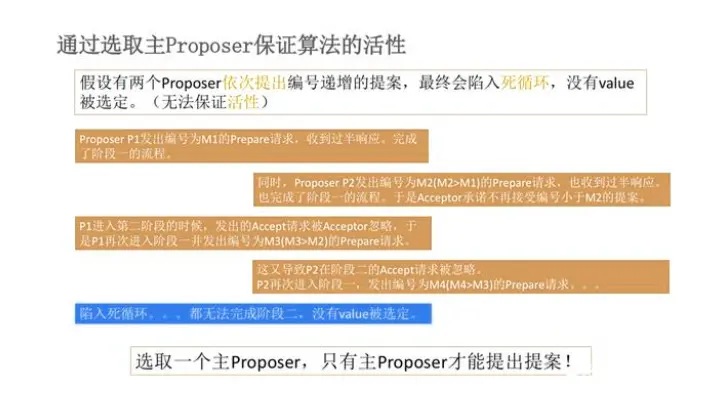 通过选取主Proposer保证算法的活性
假设有两个Proposer依次提出编号递增的提案，最终会陷入死循环，没有value
被选定。（无法保证活性）
Proposer P1发出编号为M1的Prepare请求，收到过半响应。完成
了阶段一的流程。
同时，Proposer P2发出编号为M2(M2>M1)的Prepare请求，也收到过半响应。
也完成了阶段一的流程。于是Acceptor承诺不再接受编号小于M2的提案。
P1进入第二阶段的时候，发出的Accept请求被Acceptor忽略，于
是P1再次进入阶段一并发出编号为M3(M3>M2)的Prepare请求。
这又导致P2在阶段二的Accept请求被忽略。
P2再次进入阶段一，发出编号为M4(M4>M3)的Prepare请求。。。
陷入死循环。。。都无法完成阶段二，没有value被选定。
选取一个主Proposer，只有主Proposer才能提出提案！